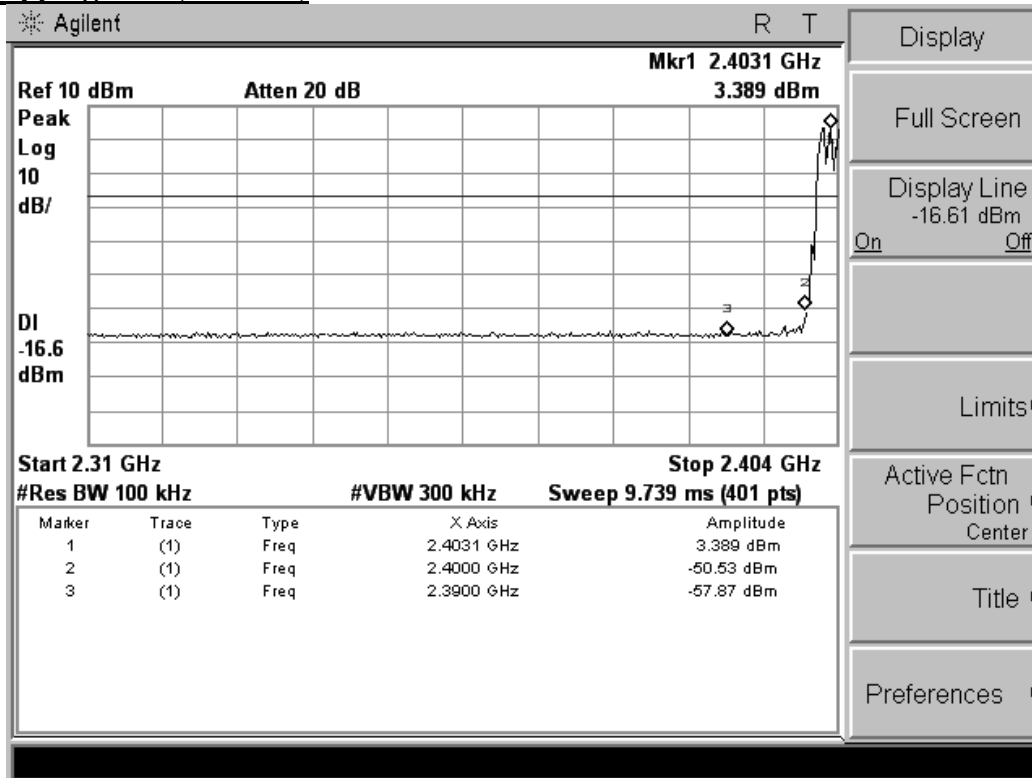 Agilent R T
Mkr1 2.4031 GHz
Ref 10 dBm Atten 20 dB 3.389 dBm
Peak
Log
10
dB/
DI
-16.6
dBm
3
2
Start 2.31 GHz Stop 2.404 GHz
#Res BW 100 kHz #VBW 300 kHz Sweep 9.739 ms (401 pts)
Marker Trace Type X Axis Amplitude
1 (1) Freq 2.4031 GHz 3.389 dBm
2 (1) Freq 2.4000 GHz -50.53 dBm
3 (1) Freq 2.3900 GHz -57.87 dBm
Display
Full Screen
Display Line
-16.61 dBm
On Off
Limits
Active Fctn
Position
Center
Title
Preferences